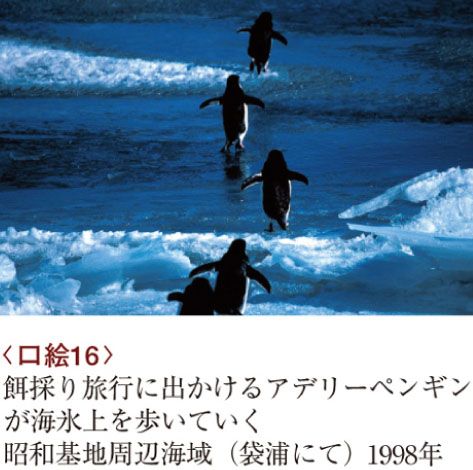 〈口絵16〉
餌採り旅行に出かけるアデリーペンギン
が海氷上を歩いていく
昭和基地周辺海域（袋浦にて）1998年